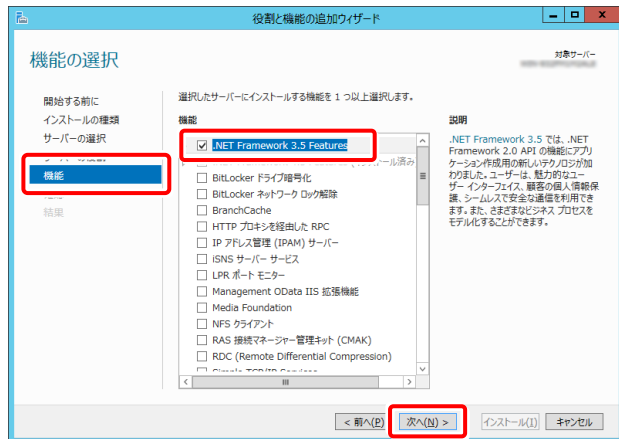 役割と機能の追加ウィザード
機能の選択
対象サーバー
開始する前に
インストールの種類
サーバーの選択
機能
結果
選択したサーバーにインストールする機能を 1 つ以上選択します。
機能
.NET Framework 3.5 Features
ール済み
BitLocker ドライブ暗号化
BitLocker ネットワーク ロック解除
BranchCache
HTTP プロキシを経由した RPC
IP アドレス管理 (IPAM) サーバー
iSNS サーバー サービス
LPR ポート モニター
Management OData IIS 拡張機能
Media Foundation
NFS クライアント
RAS 接続マネージャー管理キット (CMAK)
RDC (Remote Differential Compression)
Simple TCP/IP Services
説明
.NET Framework 3.5 では、.NET
Framework 2.0 API の機能にアプリ
ケーション作成用の新しいテクノロジが加
わりました。ユーザーは、魅力的なユー
ザー インターフェイス、顧客の個人情報保
護、シームレスで安全な通信を利用でき
ます。また、さまざまなビジネス プロセスを
モデル化することができます。
< 前へ(P)
次へ(N) >
インストール(I)
キャンセル